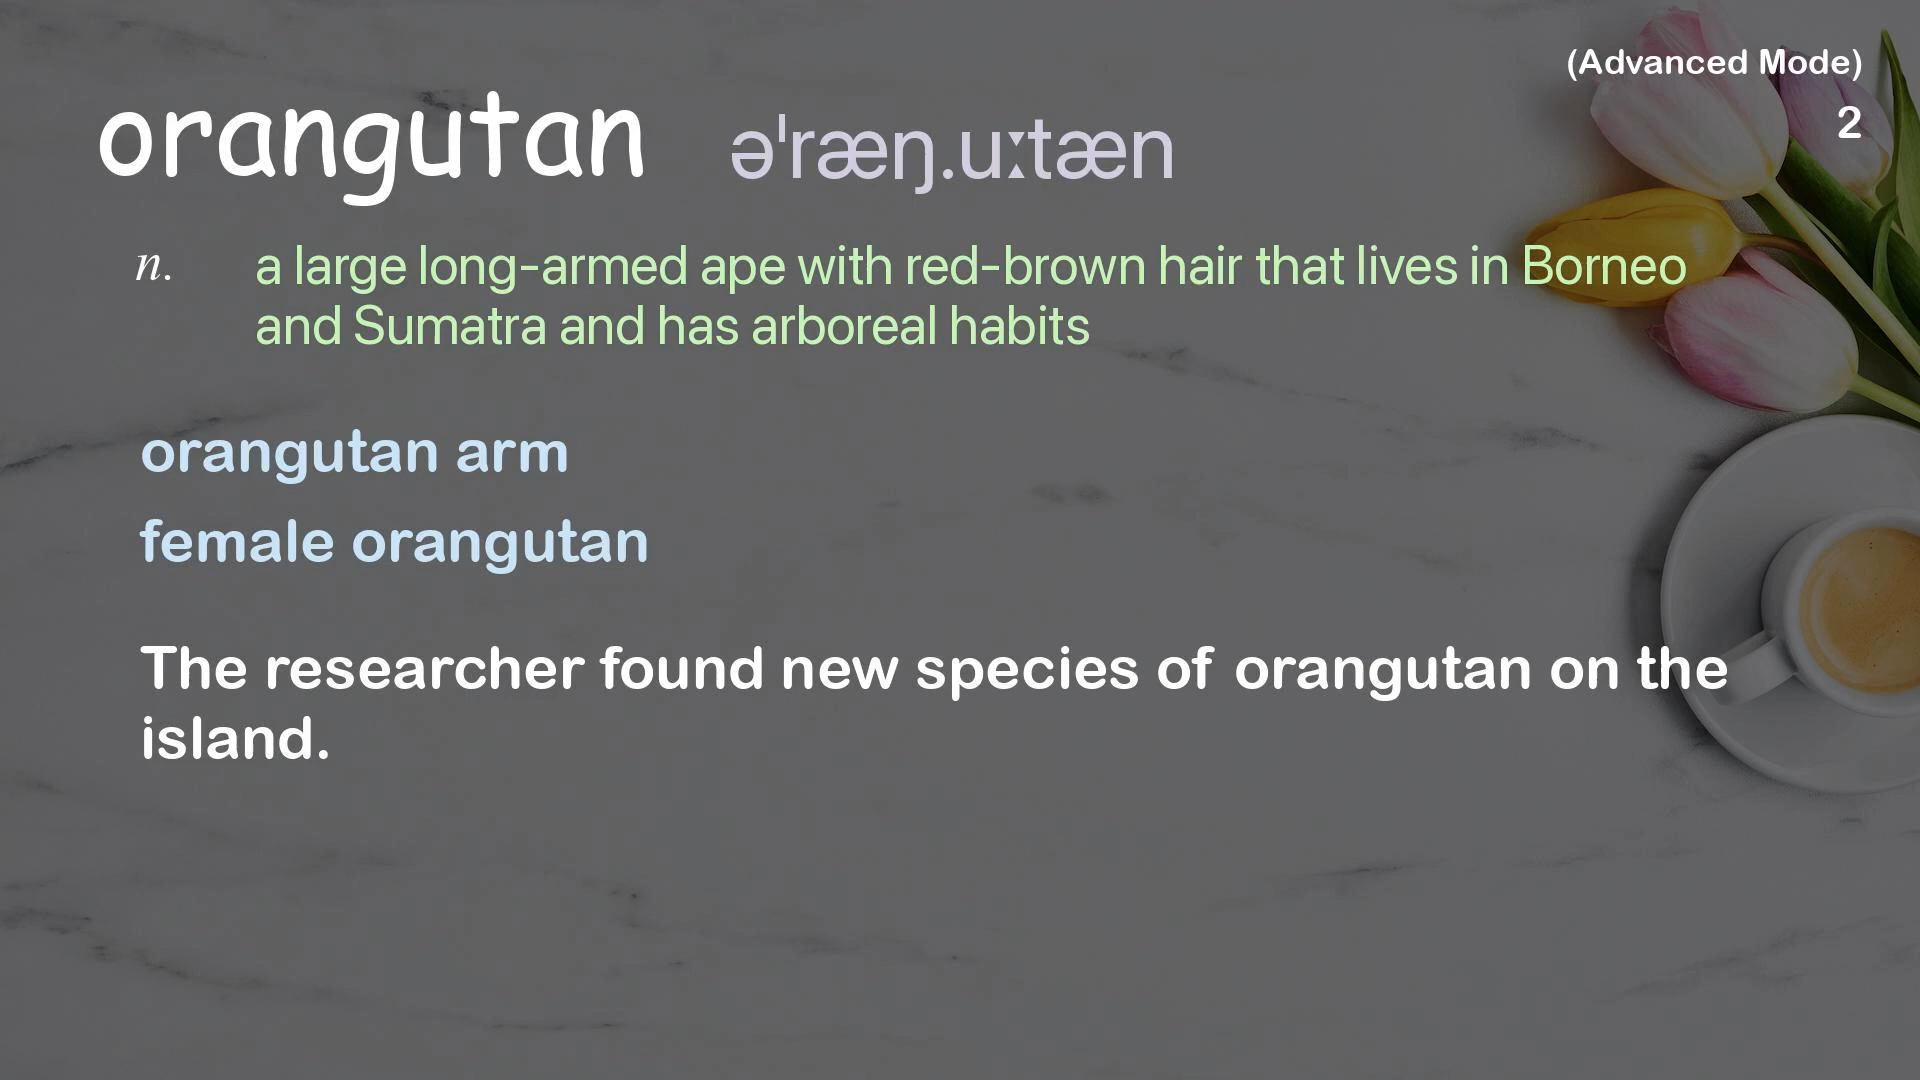 (Advanced Mode)
2
orangutan əˈræŋ.uːtæn
n. a large long-armed ape with red-brown hair that lives in Borneo
and Sumatra and has arboreal habits
orangutan arm
female orangutan
The researcher found new species of orangutan on the
island.